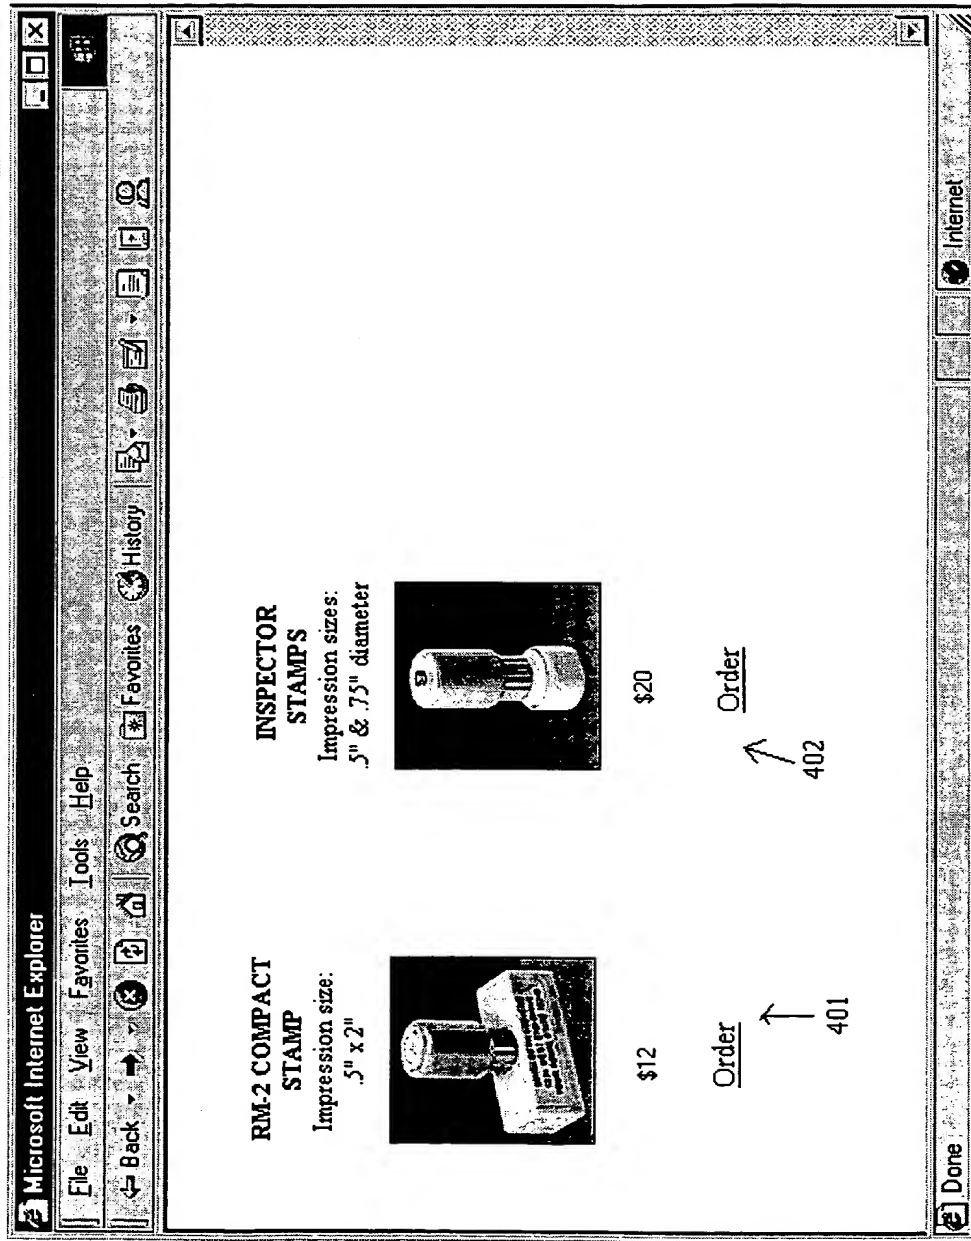 Microsoft Internet Explorer
File Edit View Favorites Tools Help
Back Search Favorites History
RM-2 COMPACT
STAMP
Impression size:
.5" x 2"
$12
Order
401
INSPECTOR
STAMPS
Impression sizes:
.5" & .75" diameter
$20
Order
402
Done Internet